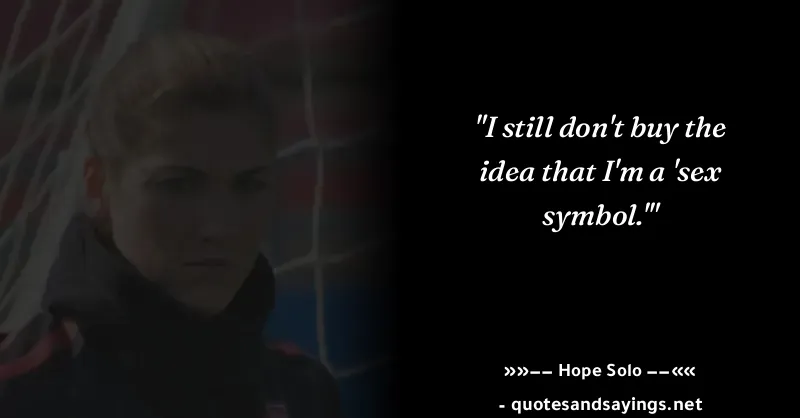 "I still don't buy the
idea that I'm a 'sex
symbol.'"
»»–– Hope Solo ––««
- quotesandsayings.net